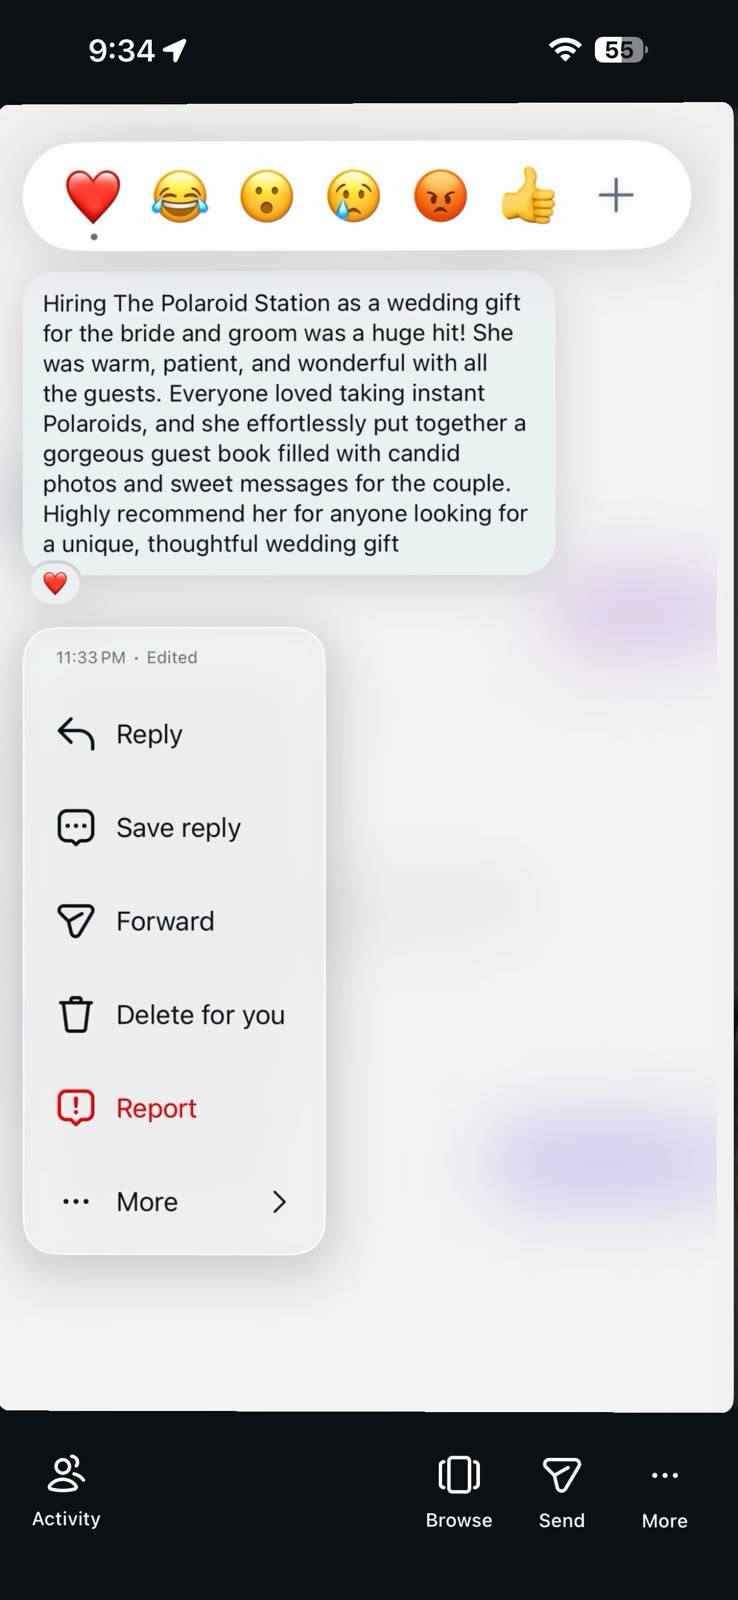 9:34
55
Hiring The Polaroid Station as a wedding gift
for the bride and groom was a huge hit! She
was warm, patient, and wonderful with all
the guests. Everyone loved taking instant
Polaroids, and she effortlessly put together a
gorgeous guest book filled with candid
photos and sweet messages for the couple.
Highly recommend her for anyone looking for
a unique, thoughtful wedding gift
11:33 PM · Edited
Reply
Save reply
Forward
Delete for you
Report
More
Activity
Browse
Send
More